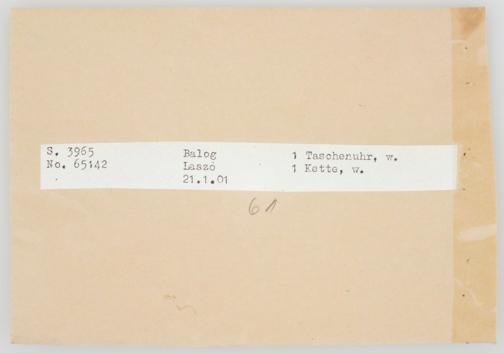 S. 3965 Balog 1 Taschenuhr, w.
No. 65142 Laszó 1 Kette, w.
21.1.01
61